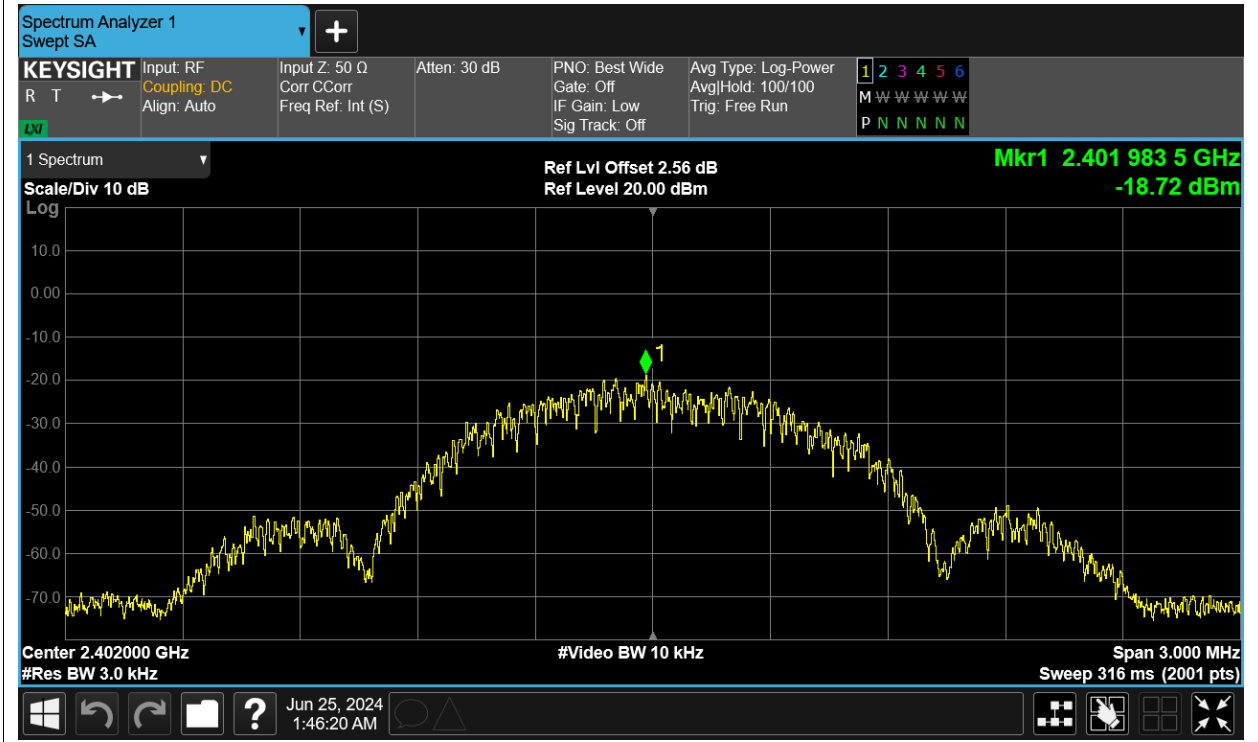 Spectrum Analyzer 1
Swept SA
KEYSIGHT
R T
LXI
Input: RF
Coupling: DC
Align: Auto
Input Z: 50 Ω
Corr CCorr
Freq Ref: Int (S)
Atten: 30 dB
PNO: Best Wide
Gate: Off
IF Gain: Low
Sig Track: Off
Avg Type: Log-Power
Avg|Hold: 100/100
Trig: Free Run
1 2 3 4 5 6
M W W W W W
P N N N N N
1 Spectrum
Scale/Div 10 dB
Log
Ref Lvl Offset 2.56 dB
Ref Level 20.00 dBm
Mkr1 2.401 983 5 GHz
-18.72 dBm
10.0
0.00
-10.0
1
-20.0
-30.0
-40.0
-50.0
-60.0
-70.0
Center 2.402000 GHz
#Res BW 3.0 kHz
#Video BW 10 kHz
Span 3.000 MHz
Sweep 316 ms (2001 pts)
?
Jun 25, 2024
1:46:20 AM